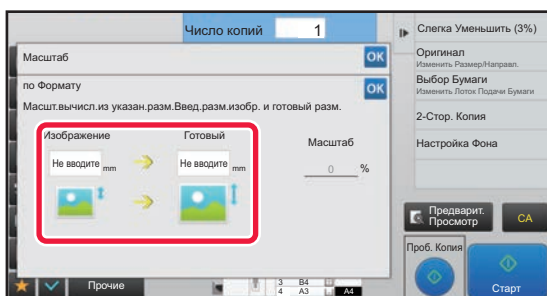 Число копий 1
Масштаб OK
по Формату OK
Масшт.вычисл.из указан.разм.Введ.разм.изобр. и готовый разм.
Изображение Готовый Масштаб
Не вводите mm Не вводите mm 0 %
Прочие
3 B4
4 A3 A4
Слегка Уменьшить (3%)
Оригинал
Изменить Размер/Направл.
Выбор Бумаги
Изменить Лоток Подачи Бумаги
2-Стор. Копия
Настройка Фона
Предварит.
Просмотр
CA
Проб. Копия
Старт